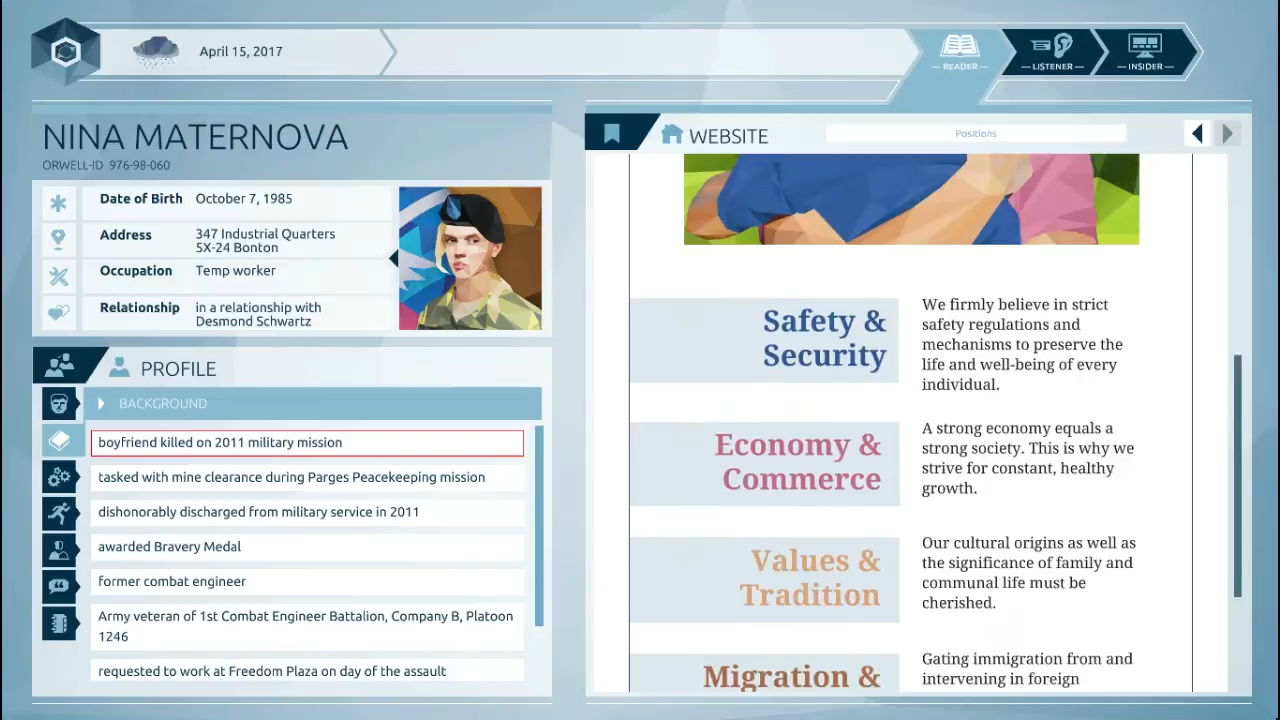 April 15, 2017
— READER —
— LISTENER —
— INSIDER —
NINA MATERNOVA
ORWELL-ID 976-98-060
Date of Birth October 7, 1985
Address 347 Industrial Quarters
5X-24 Bonton
Occupation Temp worker
Relationship in a relationship with
Desmond Schwartz
PROFILE
BACKGROUND
boyfriend killed on 2011 military mission
tasked with mine clearance during Parges Peacekeeping mission
dishonorably discharged from military service in 2011
awarded Bravery Medal
former combat engineer
Army veteran of 1st Combat Engineer Battalion, Company B, Platoon
1246
requested to work at Freedom Plaza on day of the assault
WEBSITE
Positions
Safety &
Security
We firmly believe in strict
safety regulations and
mechanisms to preserve the
life and well-being of every
individual.
Economy &
Commerce
A strong economy equals a
strong society. This is why we
strive for constant, healthy
growth.
Values &
Tradition
Our cultural origins as well as
the significance of family and
communal life must be
cherished.
Migration &
Gating immigration from and
intervening in foreign